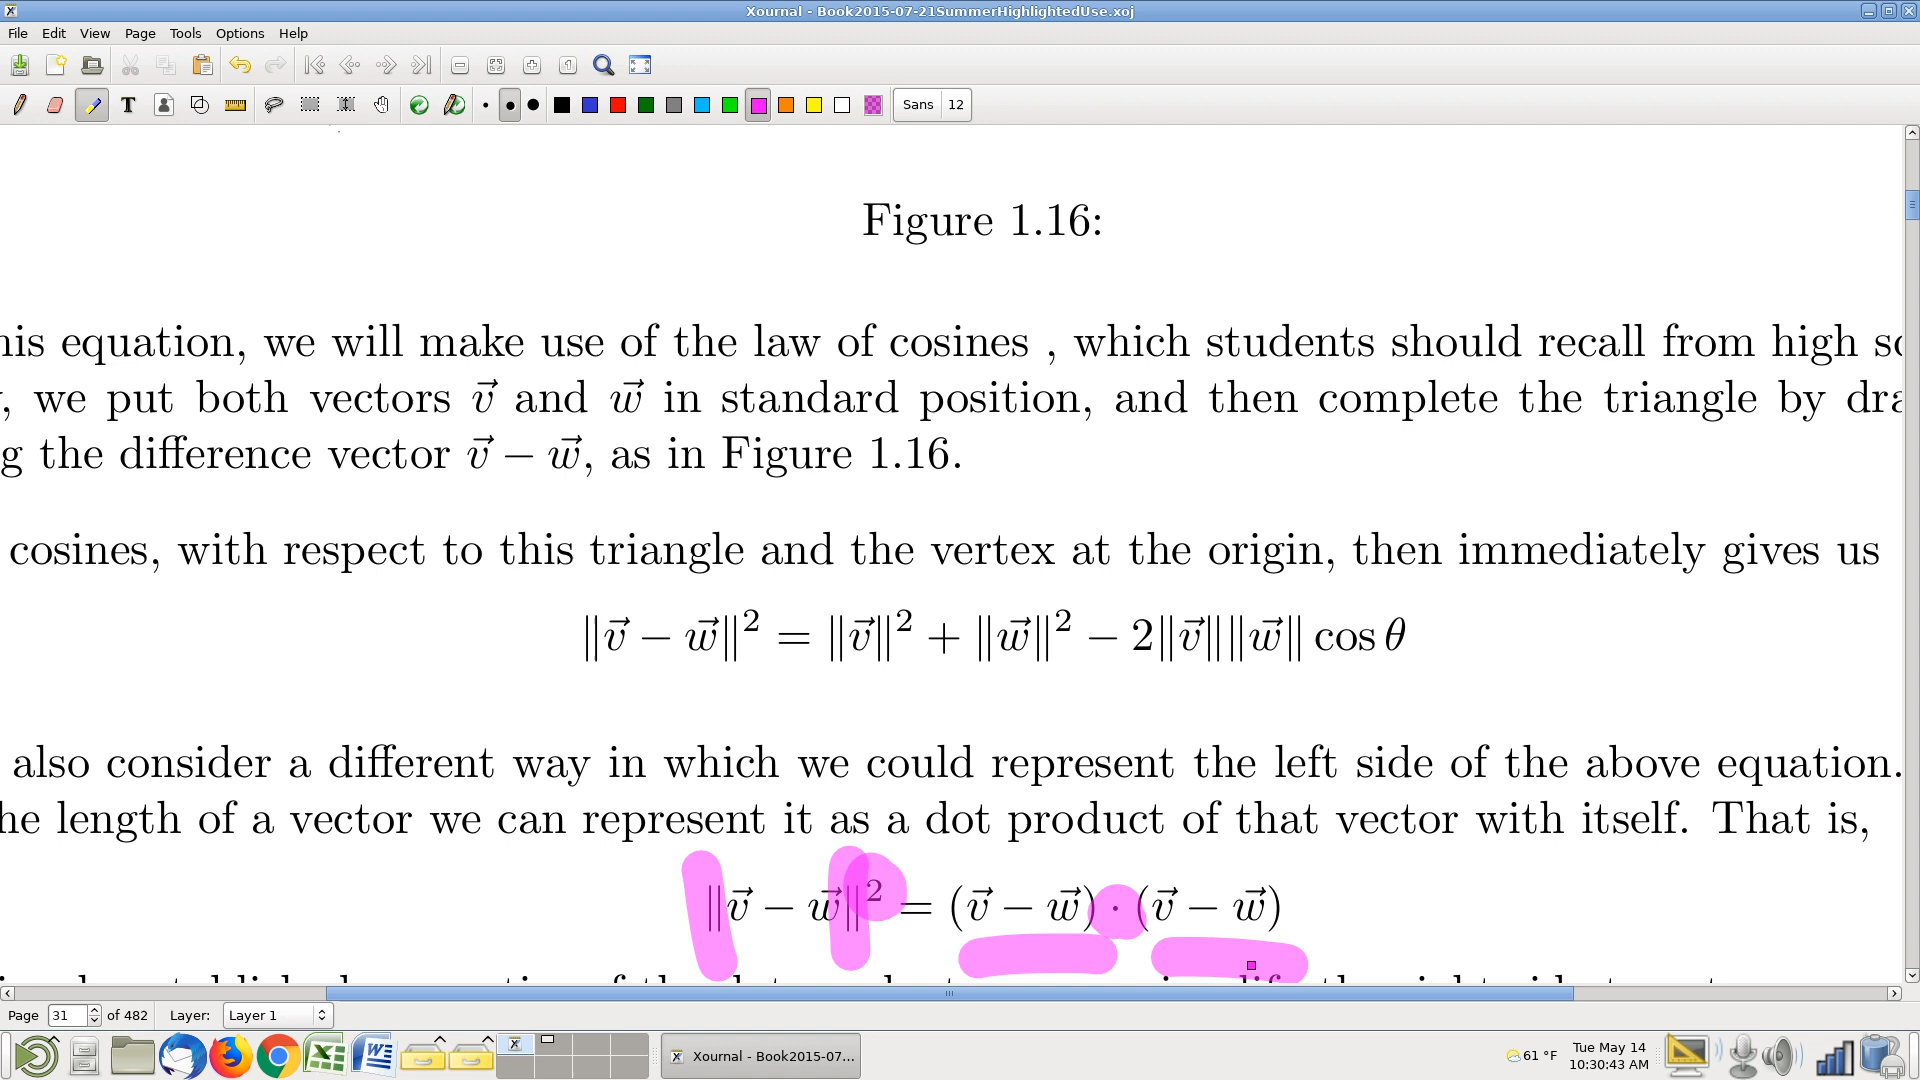 Xournal - Book2015-07-21SummerHighlightedUse.xoj
File Edit View Page Tools Options Help
Sans 12
Figure 1.16:
his equation, we will make use of the law of cosines , which students should recall from high sc
, we put both vectors v⃗ and w⃗ in standard position, and then complete the triangle by dra
g the difference vector v⃗ − w⃗, as in Figure 1.16.
cosines, with respect to this triangle and the vertex at the origin, then immediately gives us
‖v⃗ − w⃗‖² = ‖v⃗‖² + ‖w⃗‖² − 2‖v⃗‖‖w⃗‖ cos θ
also consider a different way in which we could represent the left side of the above equation.
he length of a vector we can represent it as a dot product of that vector with itself. That is,
‖v⃗ − w⃗‖² = (v⃗ − w⃗) · (v⃗ − w⃗)
Page 31 of 482 Layer: Layer 1
Xournal - Book2015-07...
61 °F
Tue May 14
10:30:43 AM